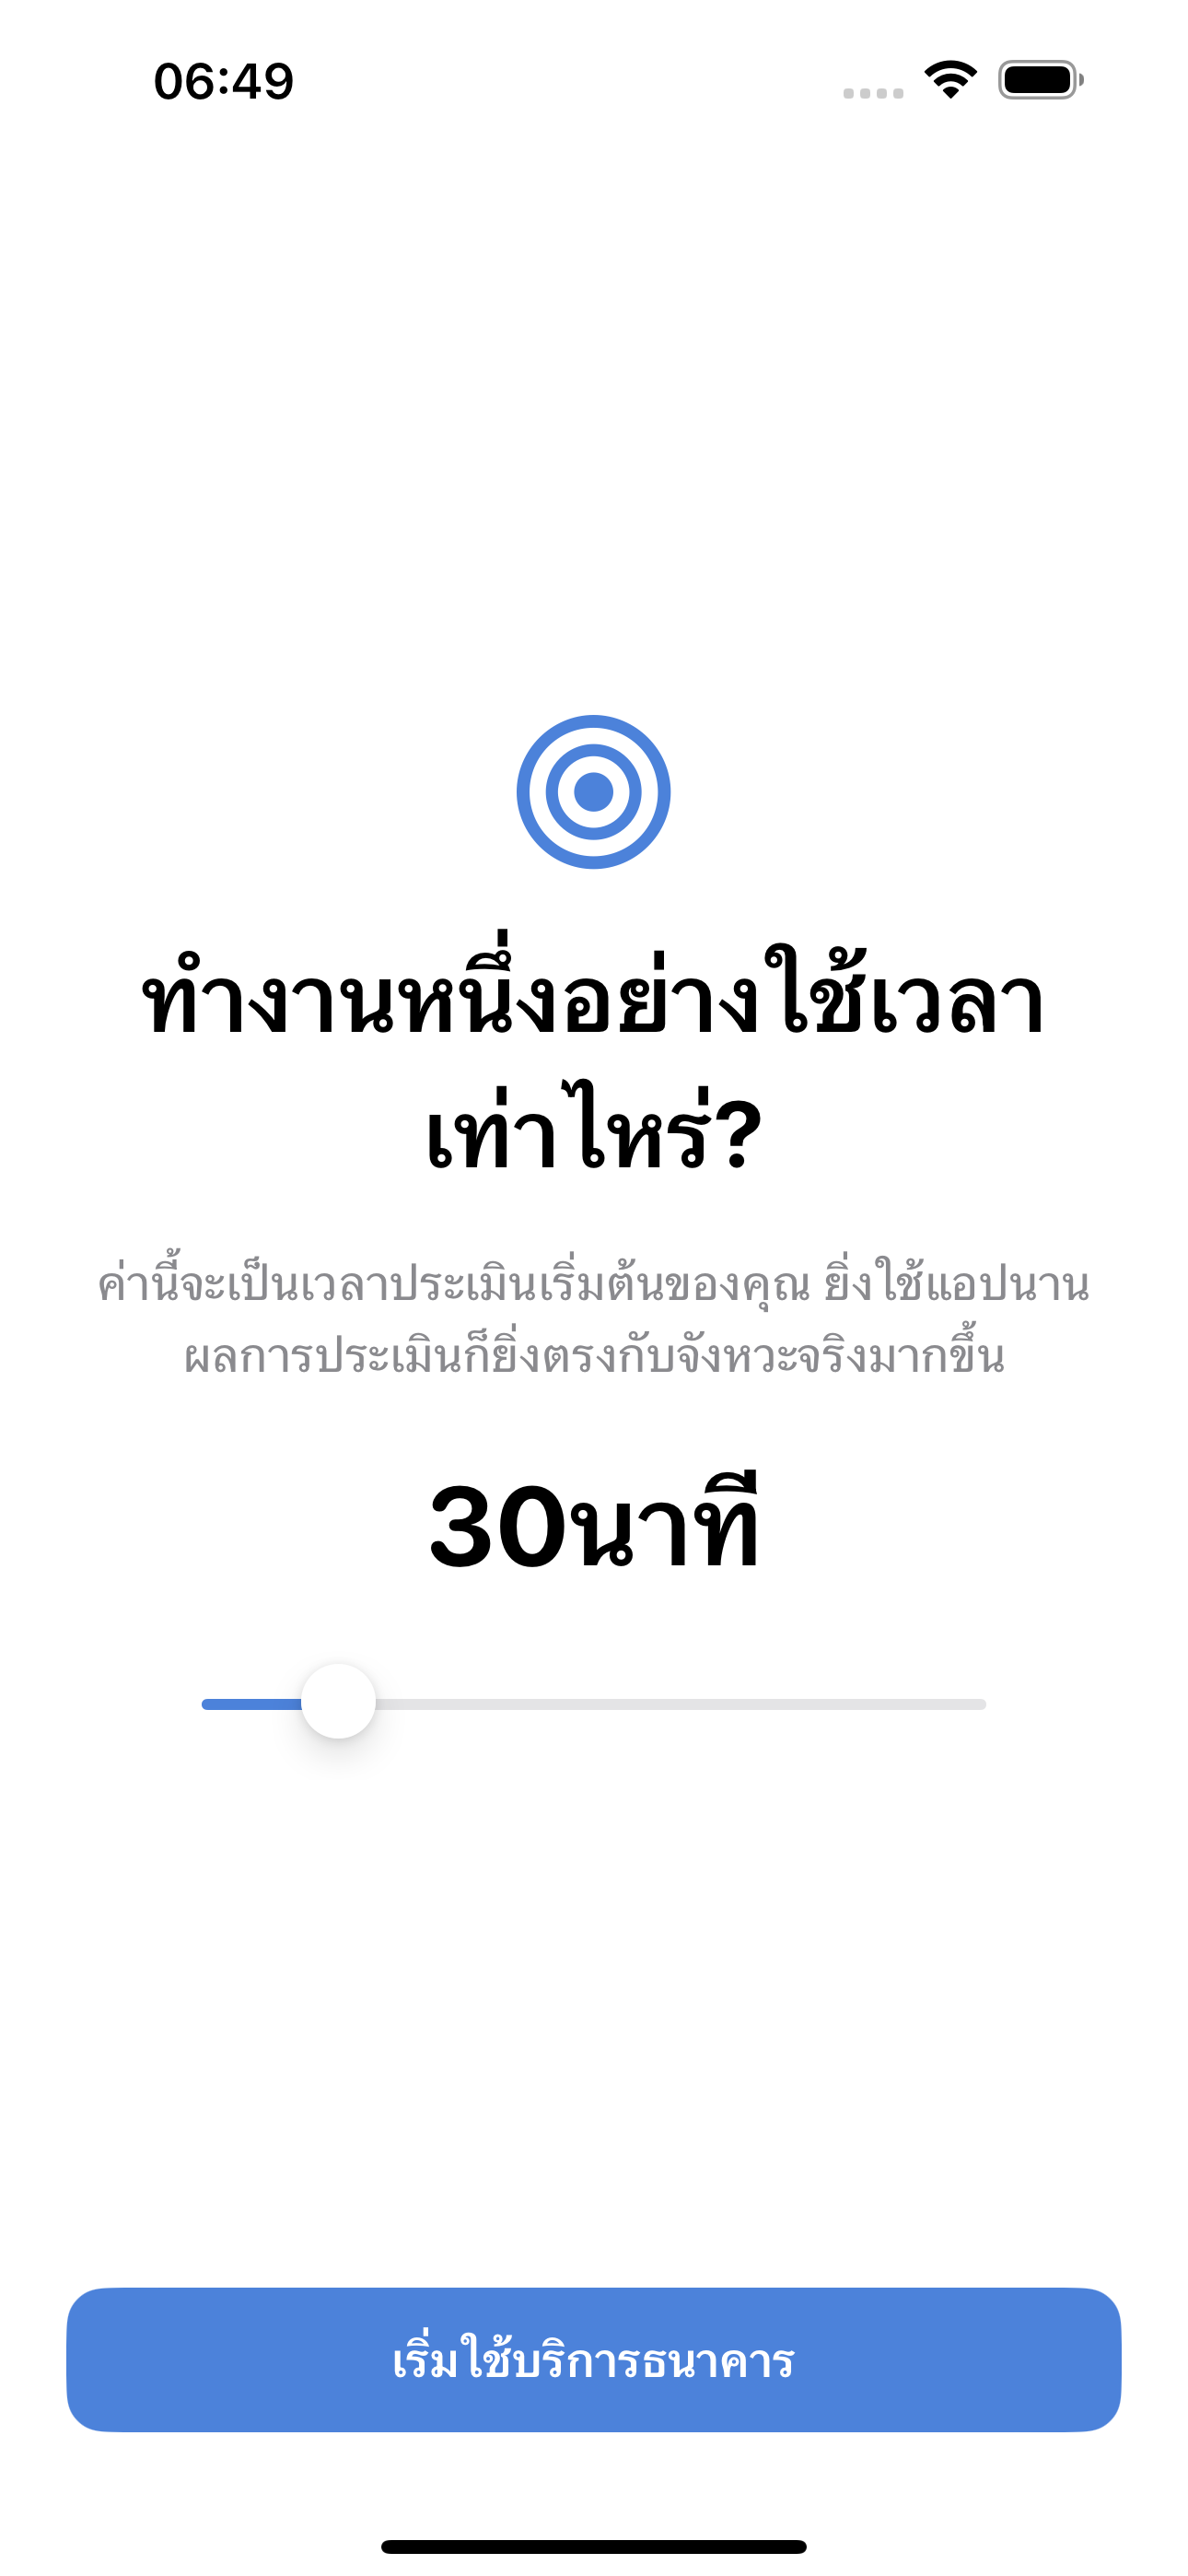 06:49
ทำงานหนึ่งอย่างใช้เวลา
เท่าไหร่?
ค่านี้จะเป็นเวลาประเมินเริ่มต้นของคุณ ยิ่งใช้แอปนาน
ผลการประเมินก็ยิ่งตรงกับจังหวะจริงมากขึ้น
30นาที
เริ่มใช้บริการธนาคาร